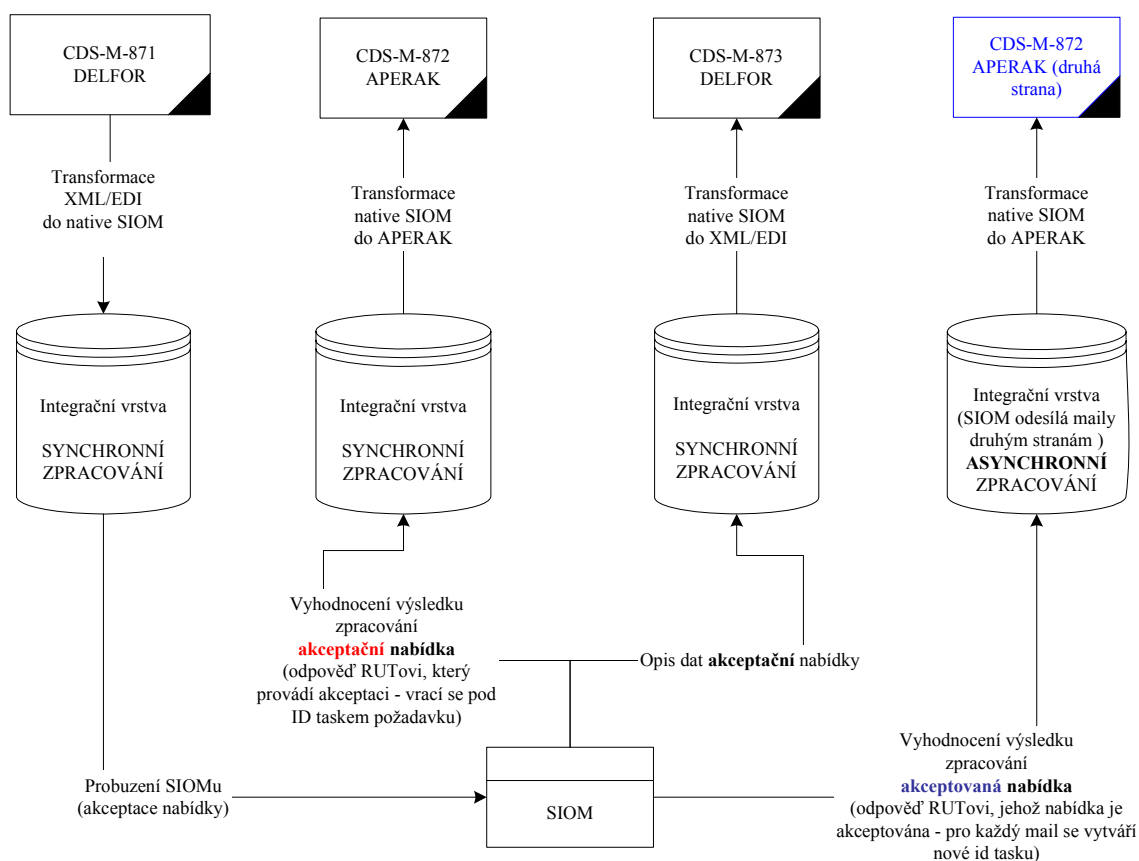 CDS-M-871
DELFOR
CDS-M-872
APERAK
CDS-M-873
DELFOR
CDS-M-872
APERAK (druhá
strana)
Transformace
XML/EDI
do native SIOM
Transformace
native SIOM
do APERAK
Transformace
native SIOM
do XML/EDI
Transformace
native SIOM
do APERAK
Integrační vrstva
SYNCHRONNÍ
ZPRACOVÁNÍ
Integrační vrstva
SYNCHRONNÍ
ZPRACOVÁNÍ
Integrační vrstva
SYNCHRONNÍ
ZPRACOVÁNÍ
Integrační vrstva
(SIOM odesílá maily
druhým stranám )
ASYNCHRONNÍ
ZPRACOVÁNÍ
Vyhodnocení výsledku
zpracování
akceptační nabídka
(odpověď RUTovi, který
provádí akceptaci - vrací se pod
ID taskem požadavku)
Opis dat akceptační nabídky
Probuzení SIOMu
(akceptace nabídky)
SIOM
Vyhodnocení výsledku
zpracování
akceptovaná nabídka
(odpověď RUTovi, jehož nabídka je
akceptována - pro každý mail se vytváří
nové id tasku)